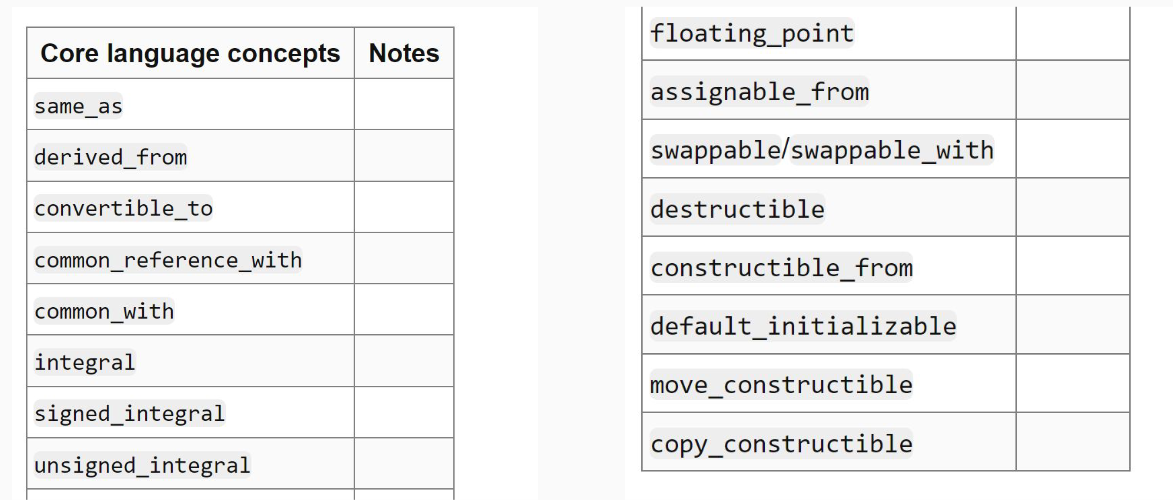 Core language concepts Notes
same_as
derived_from
convertible_to
common_reference_with
common_with
integral
signed_integral
unsigned_integral
floating_point
assignable_from
swappable/swappable_with
destructible
constructible_from
default_initializable
move_constructible
copy_constructible